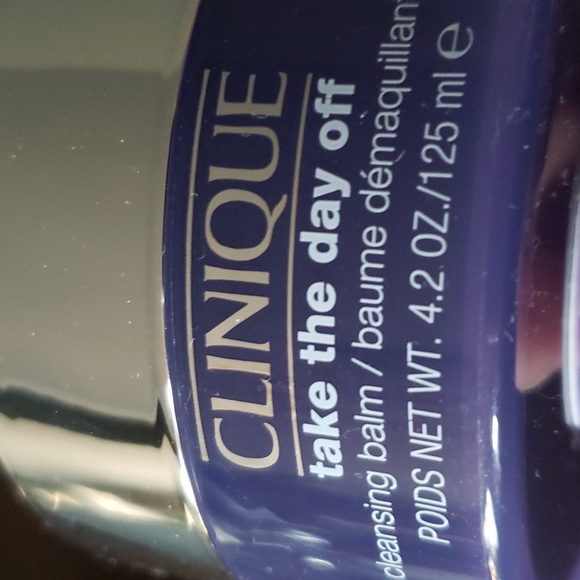 CLINIQUE
take the day off
cleansing balm / baume démaquillant
POIDS NET WT. 4.2 OZ./125 ml ℮